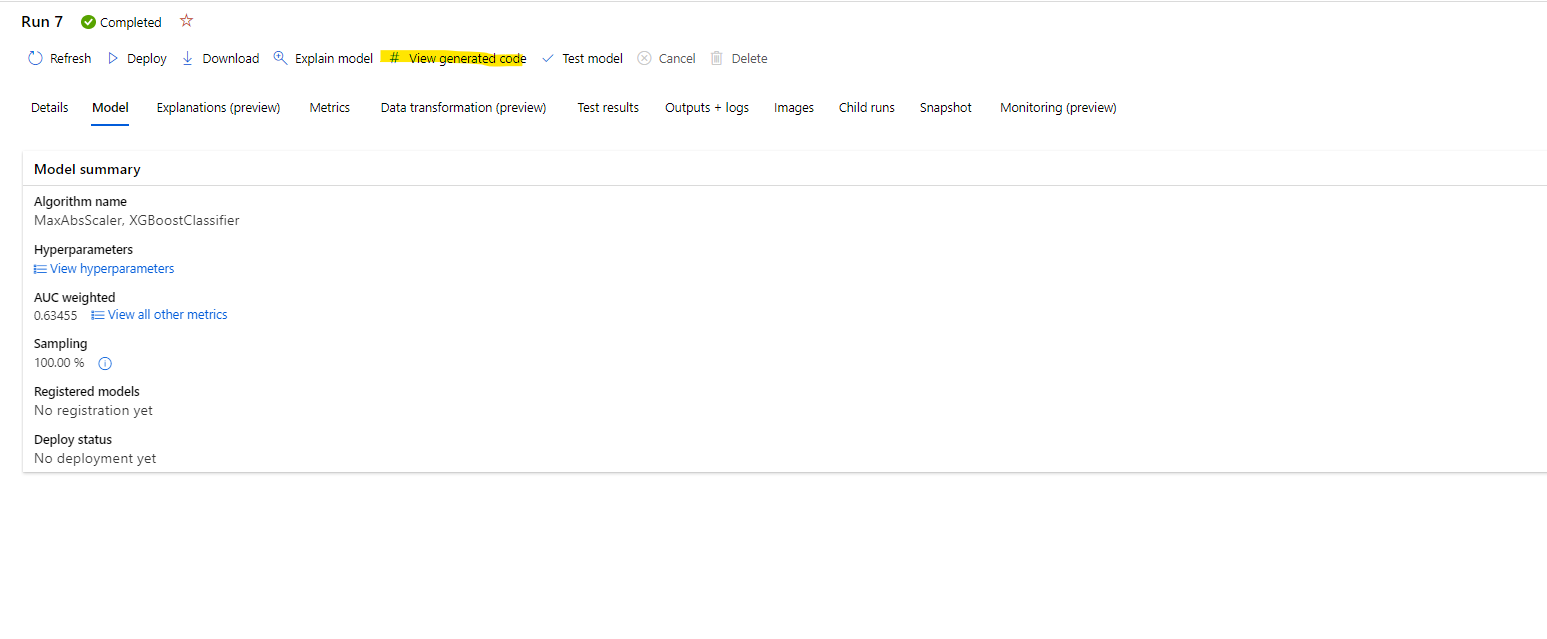 Run 7 Completed
Refresh Deploy Download Explain model # View generated code Test model Cancel Delete
Details Model Explanations (preview) Metrics Data transformation (preview) Test results Outputs + logs Images Child runs Snapshot Monitoring (preview)
Model summary
Algorithm name
MaxAbsScaler, XGBoostClassifier
Hyperparameters
View hyperparameters
AUC weighted
0.63455 View all other metrics
Sampling
100.00 %
Registered models
No registration yet
Deploy status
No deployment yet